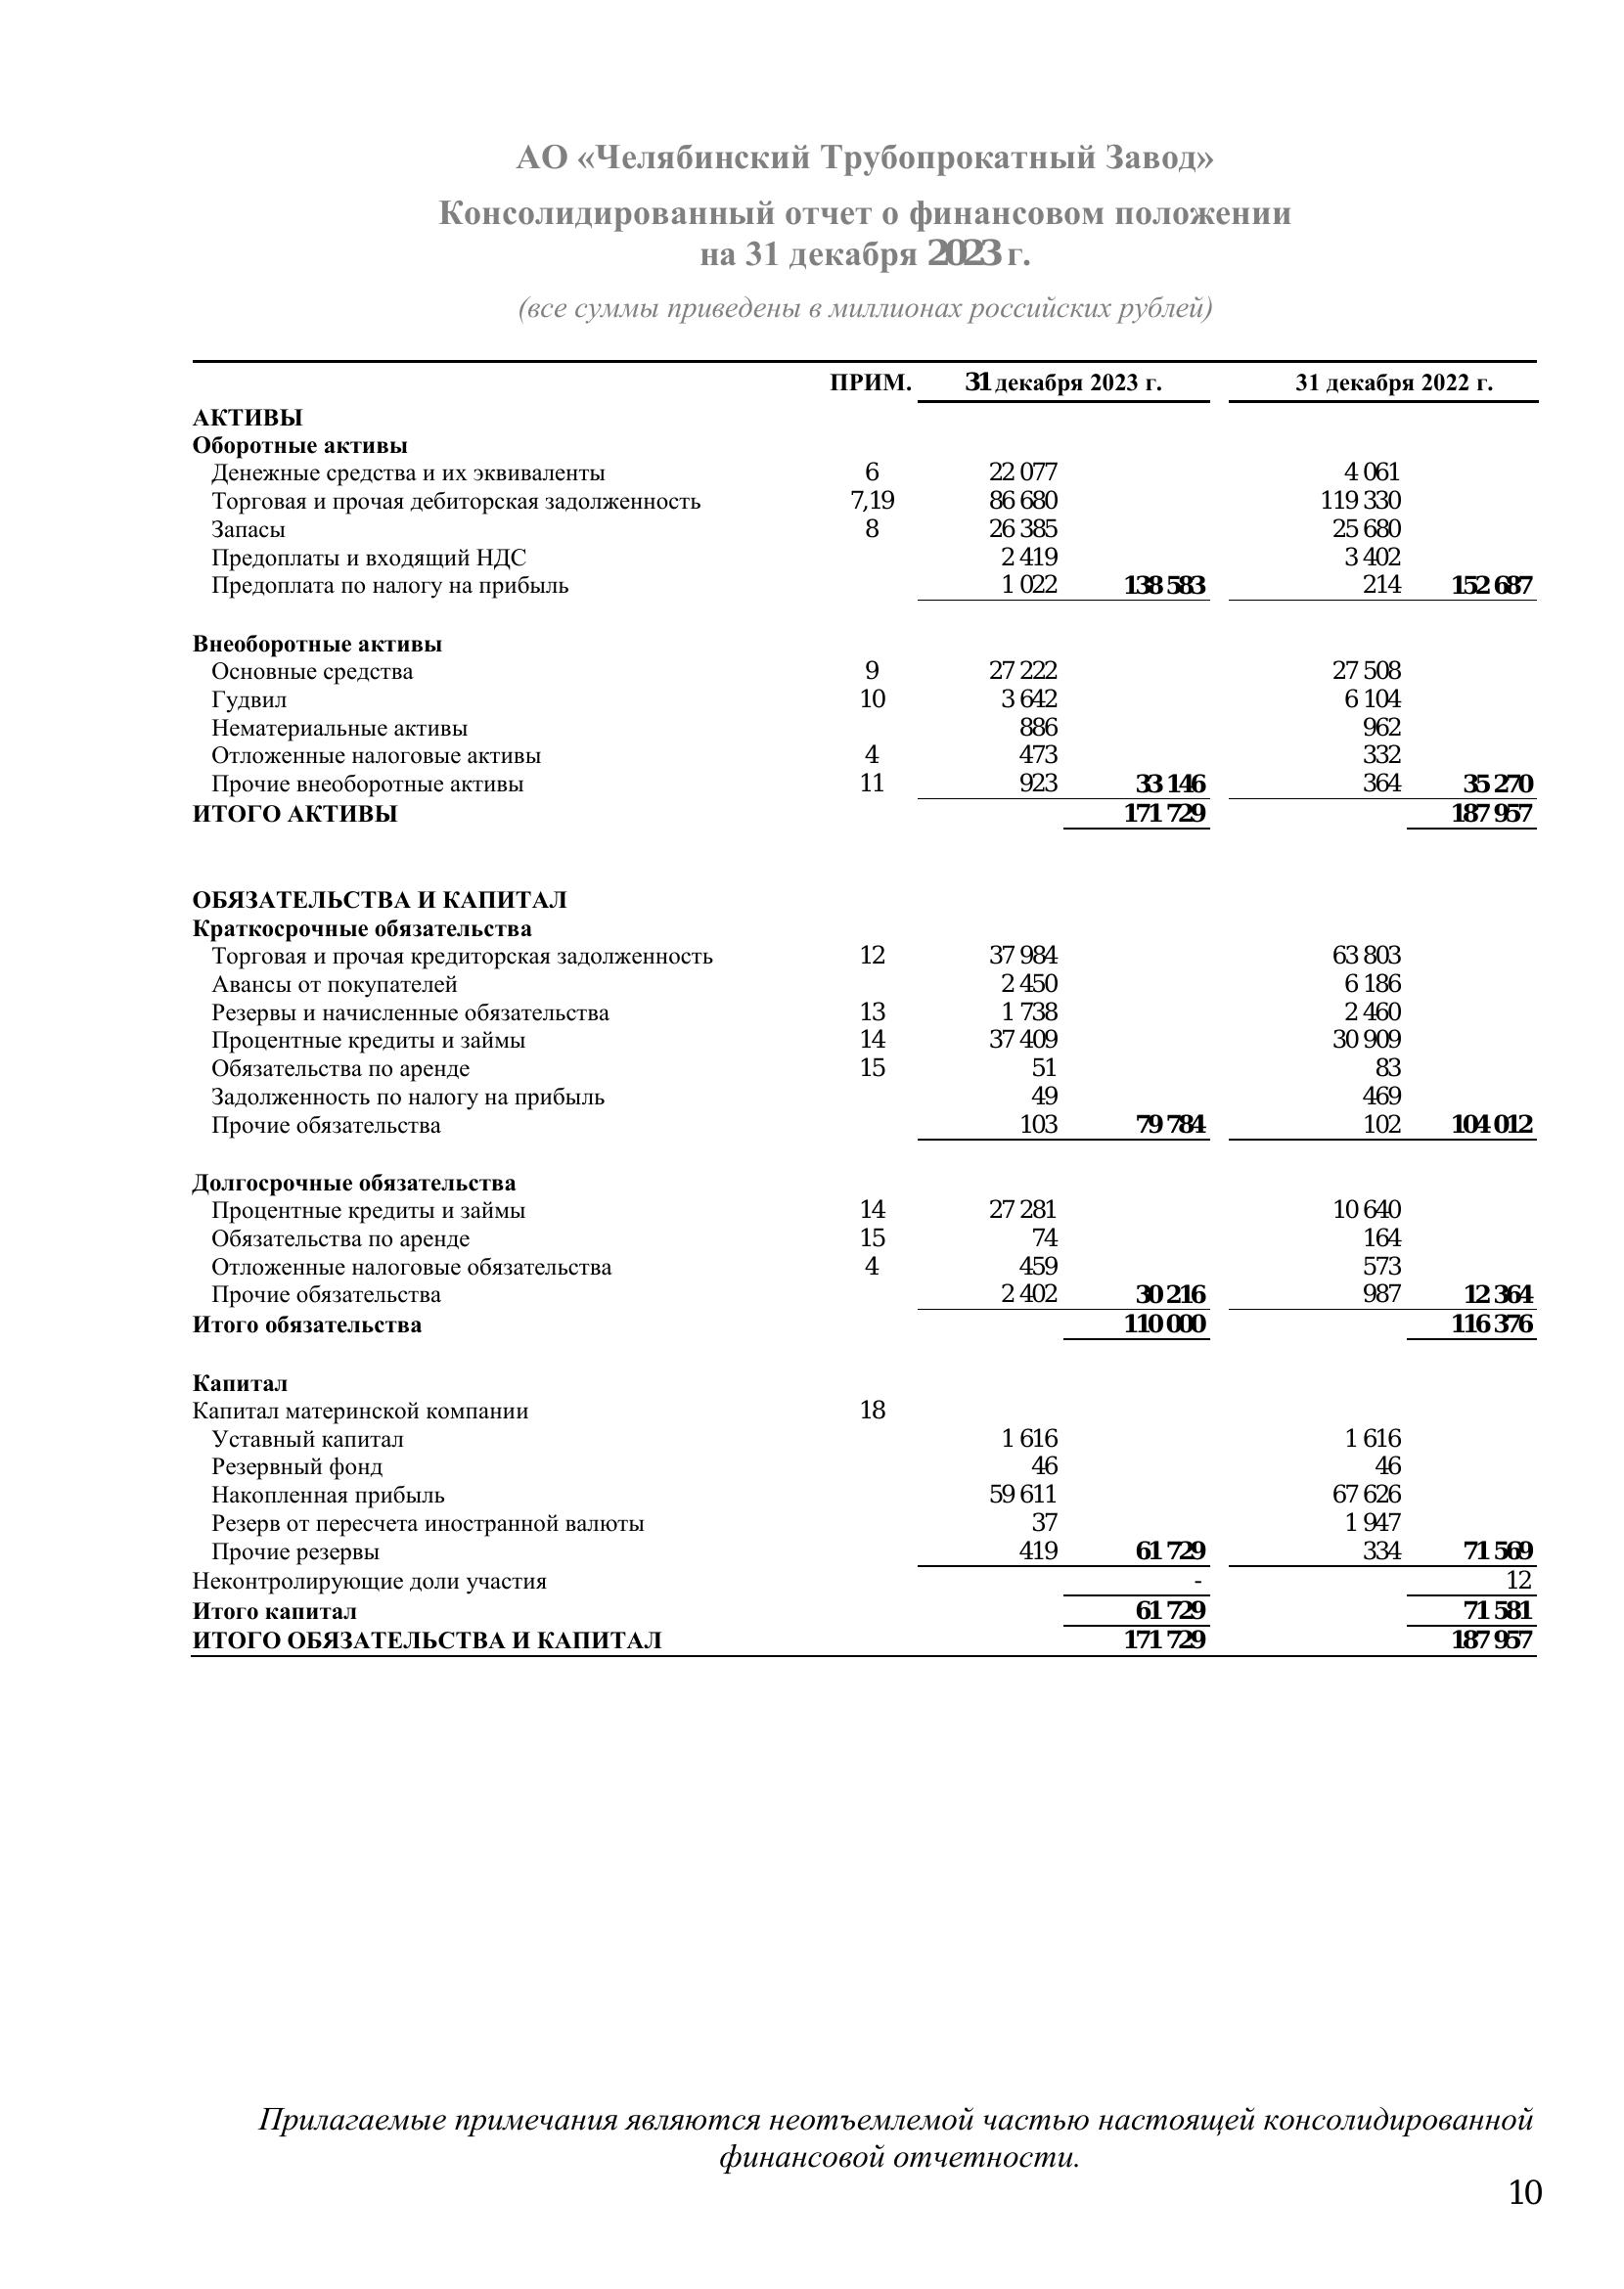 АО «Челябинский Трубопрокатный Завод»
Консолидированный отчет о финансовом положении
на 31 декабря 2023 г.
(все суммы приведены в миллионах российских рублей)
ПРИМ. 31 декабря 2023 г. 31 декабря 2022 г.
АКТИВЫ
Оборотные активы
Денежные средства и их эквиваленты 6 22 077 4 061
Торговая и прочая дебиторская задолженность 7,19 86 680 119 330
Запасы 8 26 385 25 680
Предоплаты и входящий НДС 2 419 3 402
Предоплата по налогу на прибыль 1 022 138 583 214 152 687
Внеоборотные активы
Основные средства 9 27 222 27 508
Гудвил 10 3 642 6 104
Нематериальные активы 886 962
Отложенные налоговые активы 4 473 332
Прочие внеоборотные активы 11 923 33 146 364 35 270
ИТОГО АКТИВЫ 171 729 187 957
ОБЯЗАТЕЛЬСТВА И КАПИТАЛ
Краткосрочные обязательства
Торговая и прочая кредиторская задолженность 12 37 984 63 803
Авансы от покупателей 2 450 6 186
Резервы и начисленные обязательства 13 1 738 2 460
Процентные кредиты и займы 14 37 409 30 909
Обязательства по аренде 15 51 83
Задолженность по налогу на прибыль 49 469
Прочие обязательства 103 79 784 102 104 012
Долгосрочные обязательства
Процентные кредиты и займы 14 27 281 10 640
Обязательства по аренде 15 74 164
Отложенные налоговые обязательства 4 459 573
Прочие обязательства 2 402 30 216 987 12 364
Итого обязательства 110 000 116 376
Капитал
Капитал материнской компании 18
Уставный капитал 1 616 1 616
Резервный фонд 46 46
Накопленная прибыль 59 611 67 626
Резерв от пересчета иностранной валюты 37 1 947
Прочие резервы 419 61 729 334 71 569
Неконтролирующие доли участия - 12
Итого капитал 61 729 71 581
ИТОГО ОБЯЗАТЕЛЬСТВА И КАПИТАЛ 171 729 187 957
Прилагаемые примечания являются неотъемлемой частью настоящей консолидированной
финансовой отчетности.
10